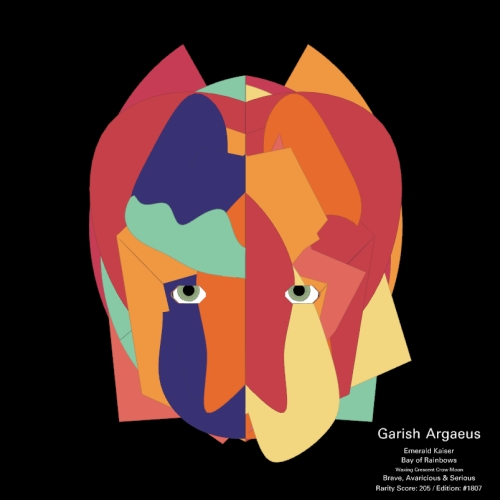 Garish Argaeus
Emerald Kaiser
Bay of Rainbows
Waxing Crescent Crow Moon
Brave, Avaricious & Serious
Rarity Score: 205 / Edition: #1807